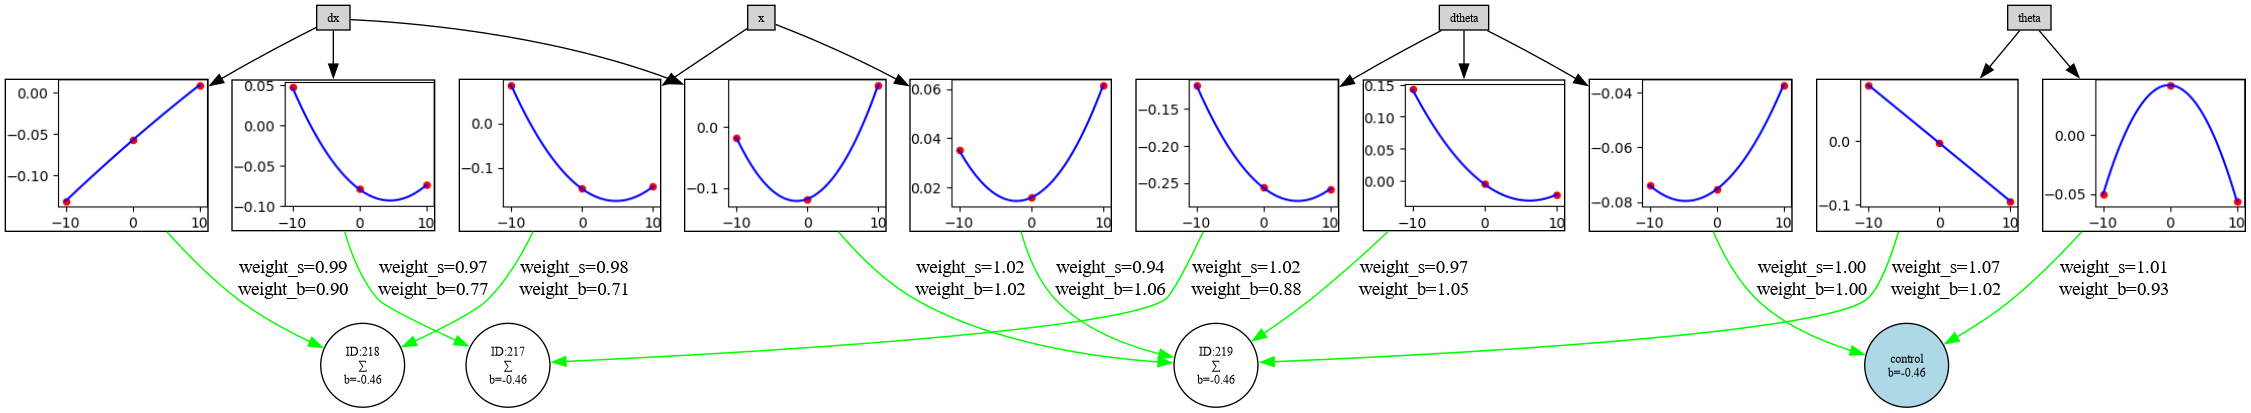 dx
x
dtheta
theta
0.00
−0.05
−0.10
−10 0 10
0.05
0.00
−0.05
−0.10
−10 0 10
0.0
−0.1
−10 0 10
0.0
−0.1
−10 0 10
0.06
0.04
0.02
−10 0 10
−0.15
−0.20
−0.25
−10 0 10
0.15
0.10
0.05
0.00
−10 0 10
−0.04
−0.06
−0.08
−10 0 10
0.0
−0.1
−10 0 10
0.00
−0.05
−10 0 10
weight_s=0.99
weight_b=0.90
weight_s=0.97
weight_b=0.77
weight_s=0.98
weight_b=0.71
weight_s=1.02
weight_b=1.02
weight_s=0.94
weight_b=1.06
weight_s=1.02
weight_b=0.88
weight_s=0.97
weight_b=1.05
weight_s=1.00
weight_b=1.00
weight_s=1.07
weight_b=1.02
weight_s=1.01
weight_b=0.93
ID:218
∑
b=-0.46
ID:217
∑
b=-0.46
ID:219
∑
b=-0.46
control
b=-0.46